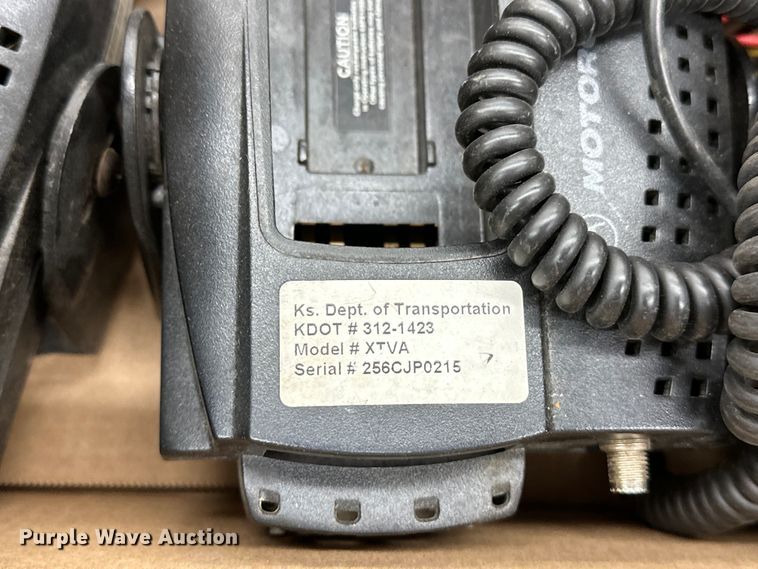 CAUTION
MOTOR
Ks. Dept. of Transportation
KDOT # 312-1423
Model # XTVA
Serial # 256CJP0215
Purple Wave Auction